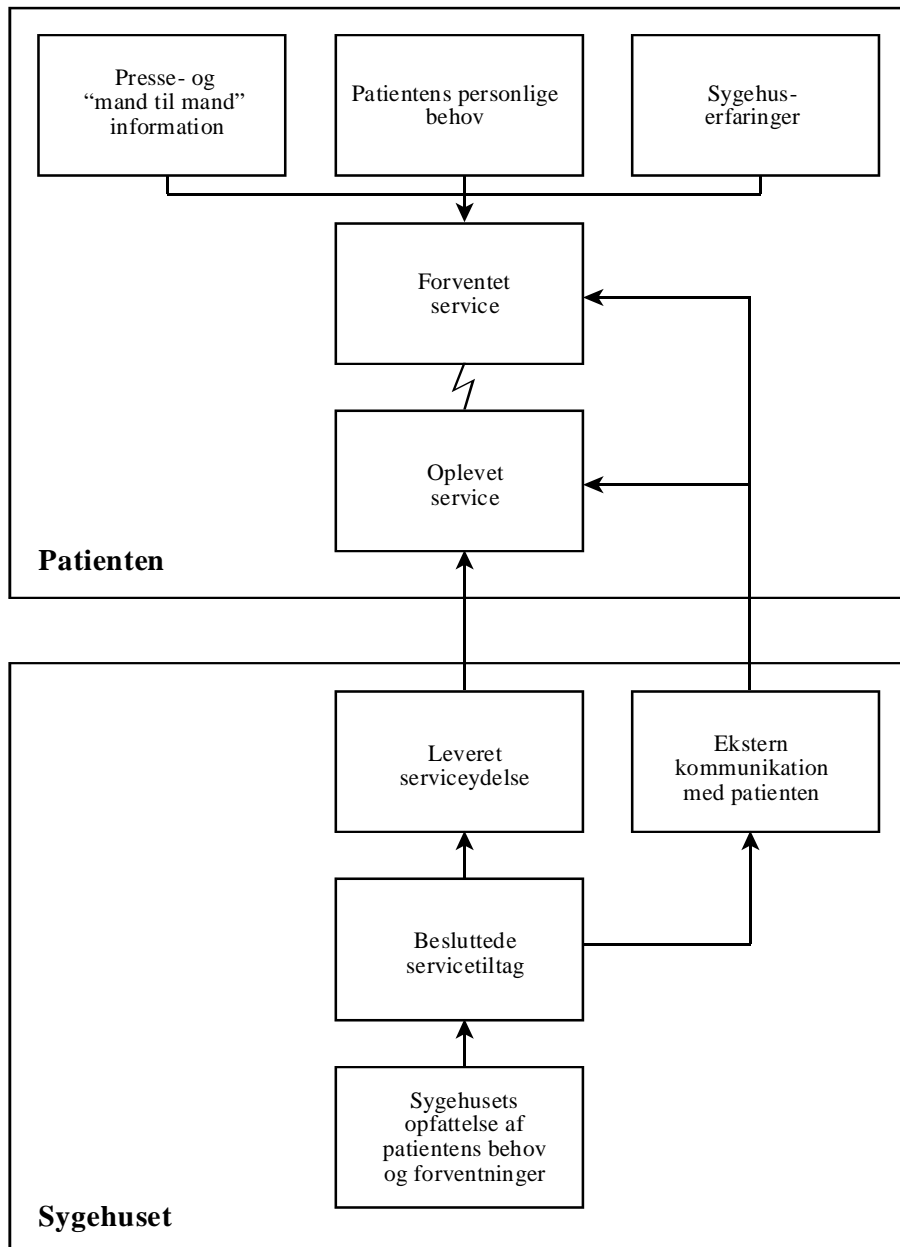 Presse- og
“mand til mand”
information
Patientens personlige
behov
Sygehus-
erfaringer
Forventet
service
Oplevet
service
Patienten
Leveret
serviceydelse
Ekstern
kommunikation
med patienten
Besluttede
servicetiltag
Sygehusets
opfattelse af
patientens behov
og forventninger
Sygehuset